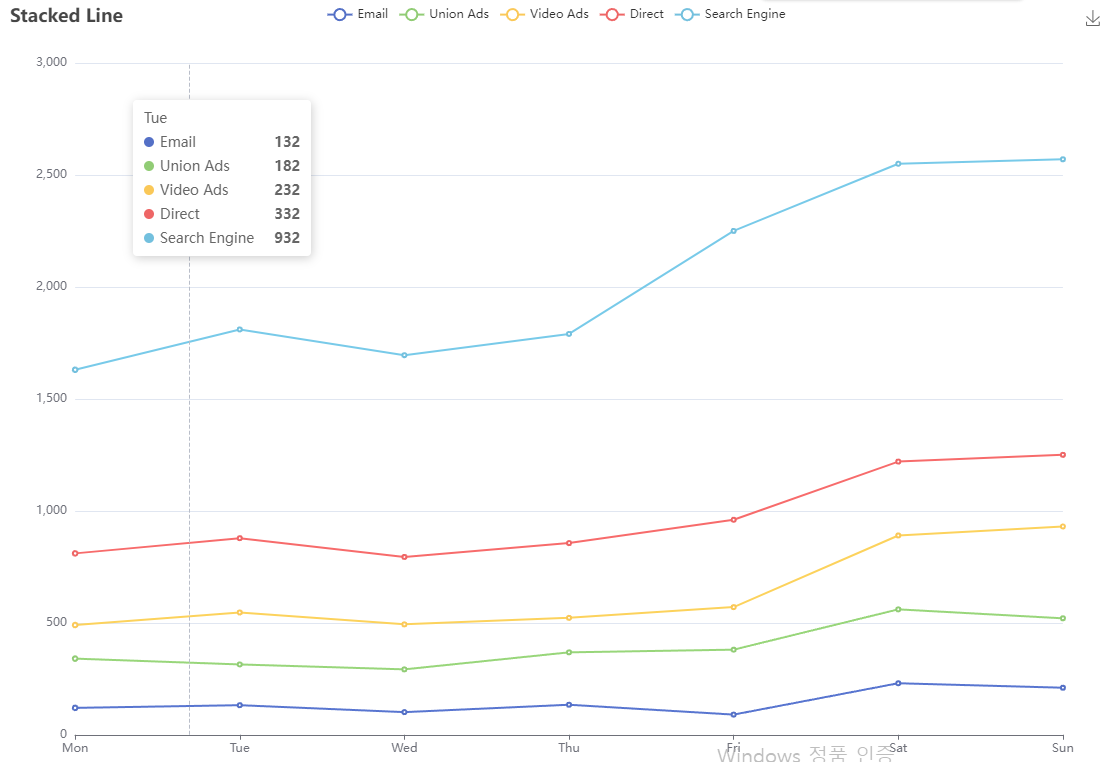 Stacked Line
Email Union Ads Video Ads Direct Search Engine
3,000
Tue
Email 132
Union Ads 182
Video Ads 232
Direct 332
Search Engine 932
2,500
2,000
1,500
1,000
500
0
Mon Tue Wed Thu Fri Sat Sun
Windows 정품 인증